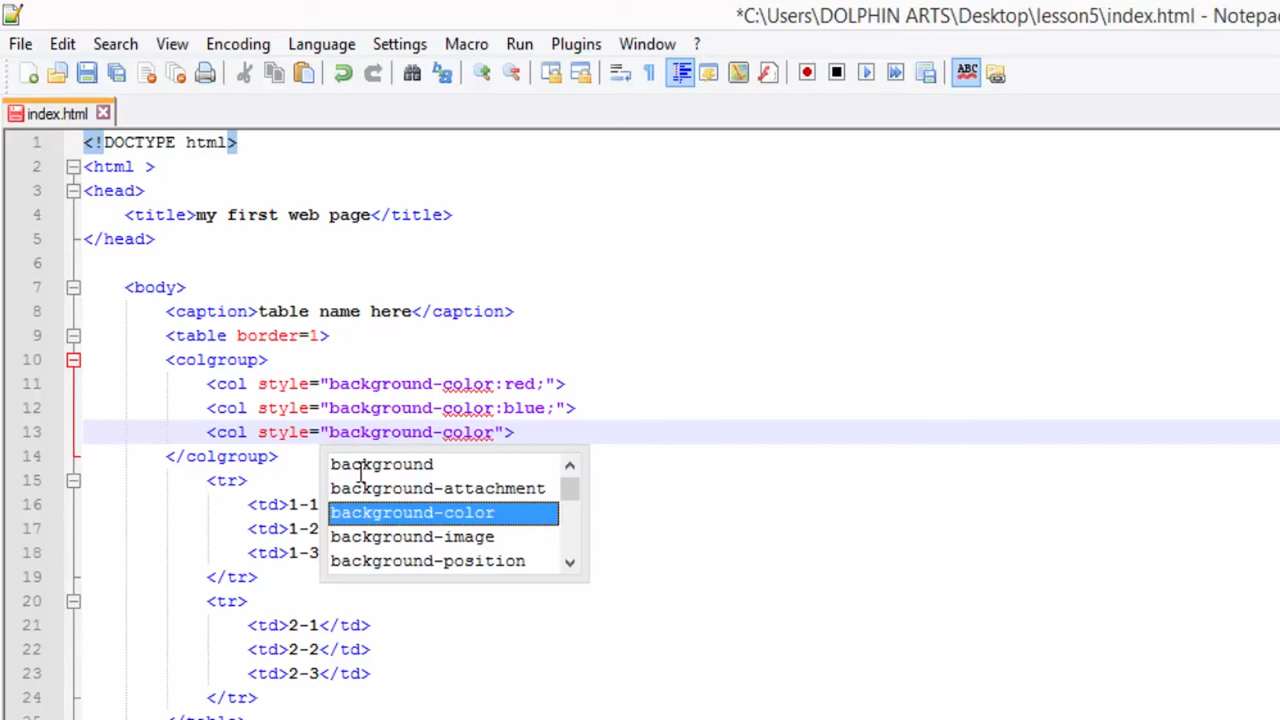 *C:\Users\DOLPHIN ARTS\Desktop\lesson5\index.html - Notepa
File Edit Search View Encoding Language Settings Macro Run Plugins Window ?
ABC
index.html
1 <!DOCTYPE html>
2 <html >
3 <head>
4 <title>my first web page</title>
5 </head>
6
7 <body>
8 <caption>table name here</caption>
9 <table border=1>
10 <colgroup>
11 <col style="background-color:red;">
12 <col style="background-color:blue;">
13 <col style="background-color">
14 </colgroup>
background
15 <tr>
background-attachment
16 <td>1-1
background-color
17 <td>1-2
background-image
18 <td>1-3
background-position
19 </tr>
20 <tr>
21 <td>2-1</td>
22 <td>2-2</td>
23 <td>2-3</td>
24 </tr>